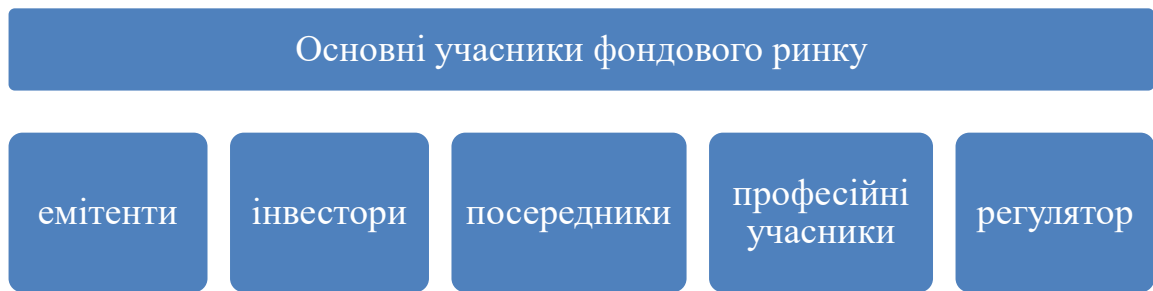 Основні учасники фондового ринку
емітенти
інвестори
посередники
професійні
учасники
регулятор